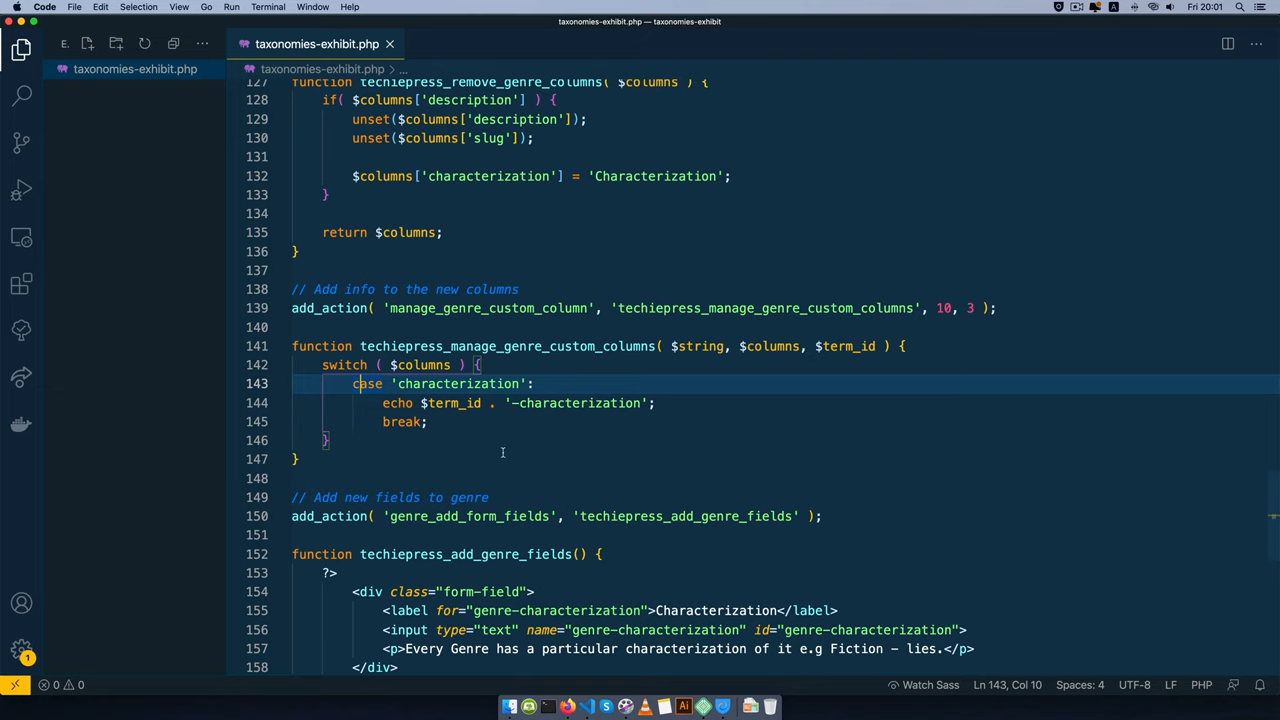 Code File Edit Selection View Go Run Terminal Window Help Fri 20:01
taxonomies-exhibit.php — taxonomies-exhibit
E. taxonomies-exhibit.php
taxonomies-exhibit.php taxonomies-exhibit.php > ...
127 function techiepress_remove_genre_columns( $columns ) {
128 if( $columns['description'] ) {
129 unset($columns['description']);
130 unset($columns['slug']);
131
132 $columns['characterization'] = 'Characterization';
133 }
134
135 return $columns;
136 }
137
138 // Add info to the new columns
139 add_action( 'manage_genre_custom_column', 'techiepress_manage_genre_custom_columns', 10, 3 );
140
141 function techiepress_manage_genre_custom_columns( $string, $columns, $term_id ) {
142 switch ( $columns ) {
143 case 'characterization':
144 echo $term_id . '-characterization';
145 break;
146 }
147 }
148
149 // Add new fields to genre
150 add_action( 'genre_add_form_fields', 'techiepress_add_genre_fields' );
151
152 function techiepress_add_genre_fields() {
153 ?>
154 <div class="form-field">
155 <label for="genre-characterization">Characterization</label>
156 <input type="text" name="genre-characterization" id="genre-characterization">
157 <p>Every Genre has a particular characterization of it e.g Fiction - lies.</p>
158 </div>
1
0 0 Watch Sass Ln 143, Col 10 Spaces: 4 UTF-8 LF PHP